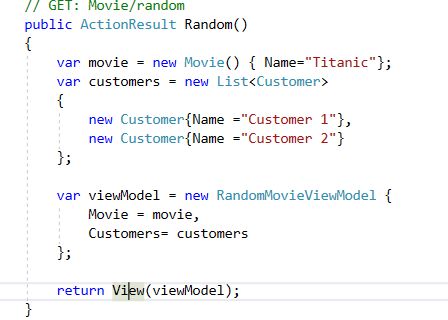 // GET: Movie/random
public ActionResult Random()
{
var movie = new Movie() { Name="Titanic"};
var customers = new List<Customer>
{
new Customer{Name ="Customer 1"},
new Customer{Name ="Customer 2"}
};
var viewModel = new RandomMovieViewModel {
Movie = movie,
Customers= customers
};
return View(viewModel);
}